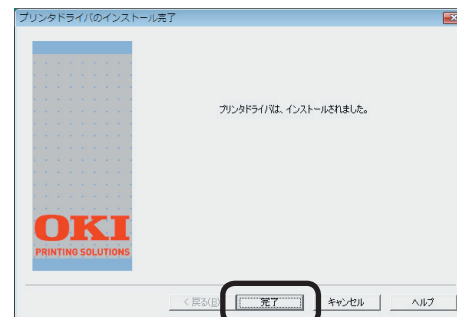 プリンタドライバのインストール完了
プリンタドライバは、インストールされました。
OKI
PRINTING SOLUTIONS
< 戻る(B)
完了
キャンセル
ヘルプ